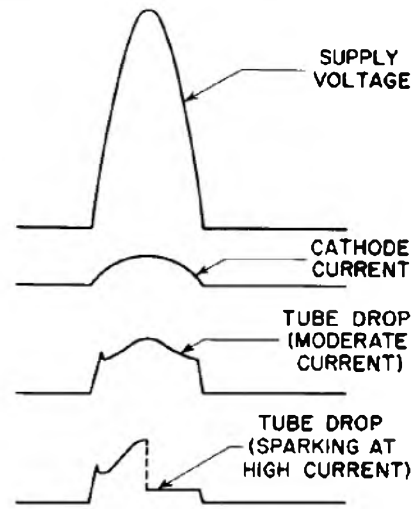 SUPPLY
VOLTAGE
CATHODE
CURRENT
TUBE DROP
(MODERATE
CURRENT)
TUBE DROP
(SPARKING AT
HIGH CURRENT)